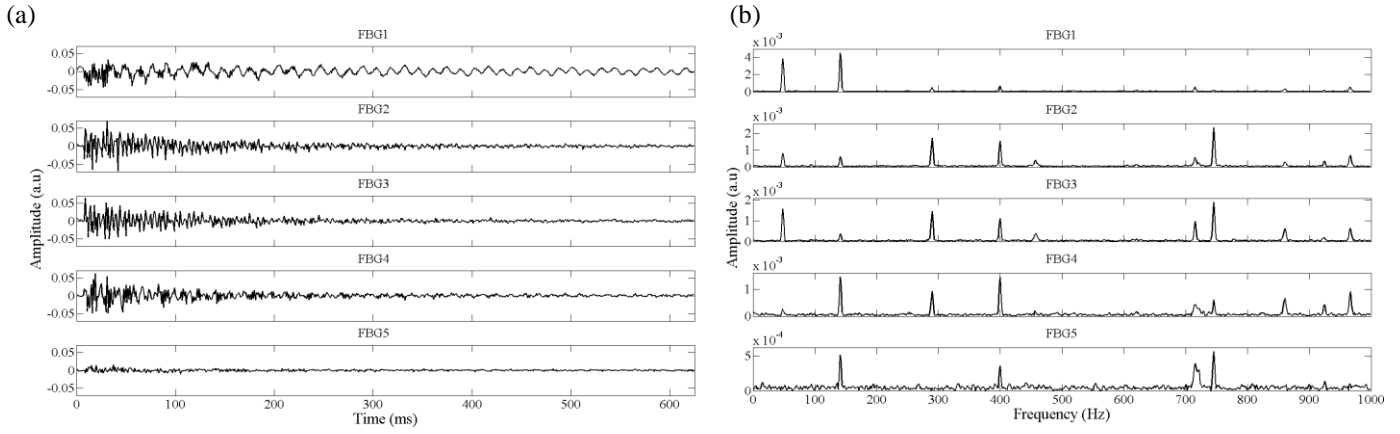 (a)
FBG1
0.05
0
-0.05
FBG2
0.05
0
-0.05
FBG3
0.05
0
-0.05
FBG4
0.05
0
-0.05
FBG5
0.05
0
-0.05
0 100 200 300 400 500 600
Time (ms)
Amplitude (a.u)
(b)
x 10⁻³
FBG1
4
2
0
x 10⁻³
FBG2
2
1
0
x 10⁻³
FBG3
2
1
0
x 10⁻³
FBG4
1
0
x 10⁻⁴
FBG5
5
0
0 100 200 300 400 500 600 700 800 900 1000
Frequency (Hz)
Amplitude (a.u)